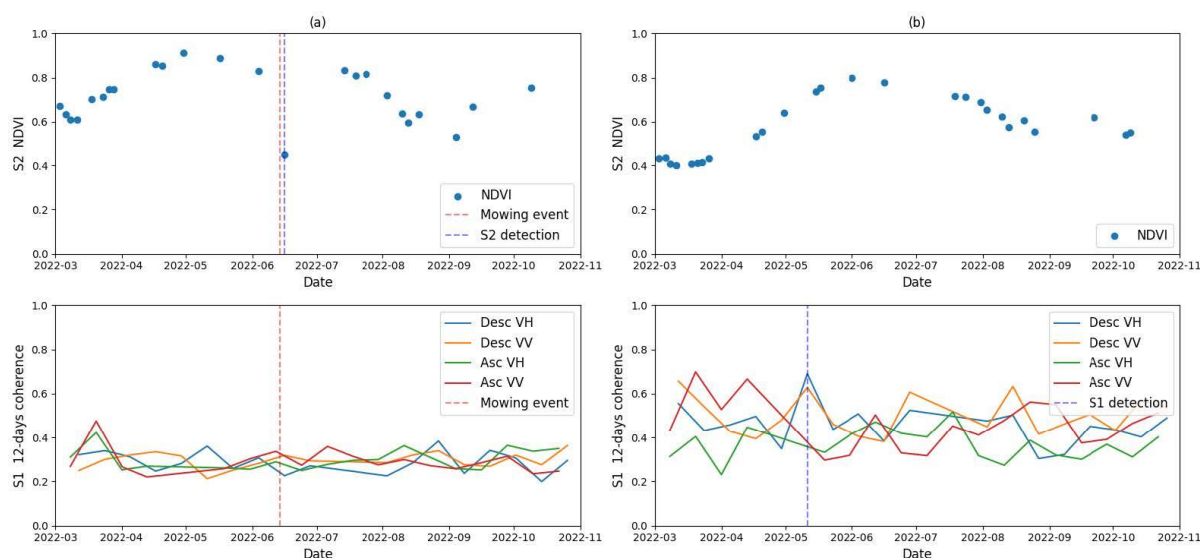 (a)
(b)
1.0
0.8
0.6
0.4
0.2
0.0
S2 NDVI
NDVI
Mowing event
S2 detection
2022-03 2022-04 2022-05 2022-06 2022-07 2022-08 2022-09 2022-10 2022-11
Date
1.0
0.8
0.6
0.4
0.2
0.0
S2 NDVI
NDVI
2022-03 2022-04 2022-05 2022-06 2022-07 2022-08 2022-09 2022-10 2022-11
Date
1.0
0.8
0.6
0.4
0.2
0.0
S1 12-days coherence
Desc VH
Desc VV
Asc VH
Asc VV
Mowing event
2022-03 2022-04 2022-05 2022-06 2022-07 2022-08 2022-09 2022-10 2022-11
Date
1.0
0.8
0.6
0.4
0.2
0.0
S1 12-days coherence
Desc VH
Desc VV
Asc VH
Asc VV
S1 detection
2022-03 2022-04 2022-05 2022-06 2022-07 2022-08 2022-09 2022-10 2022-11
Date